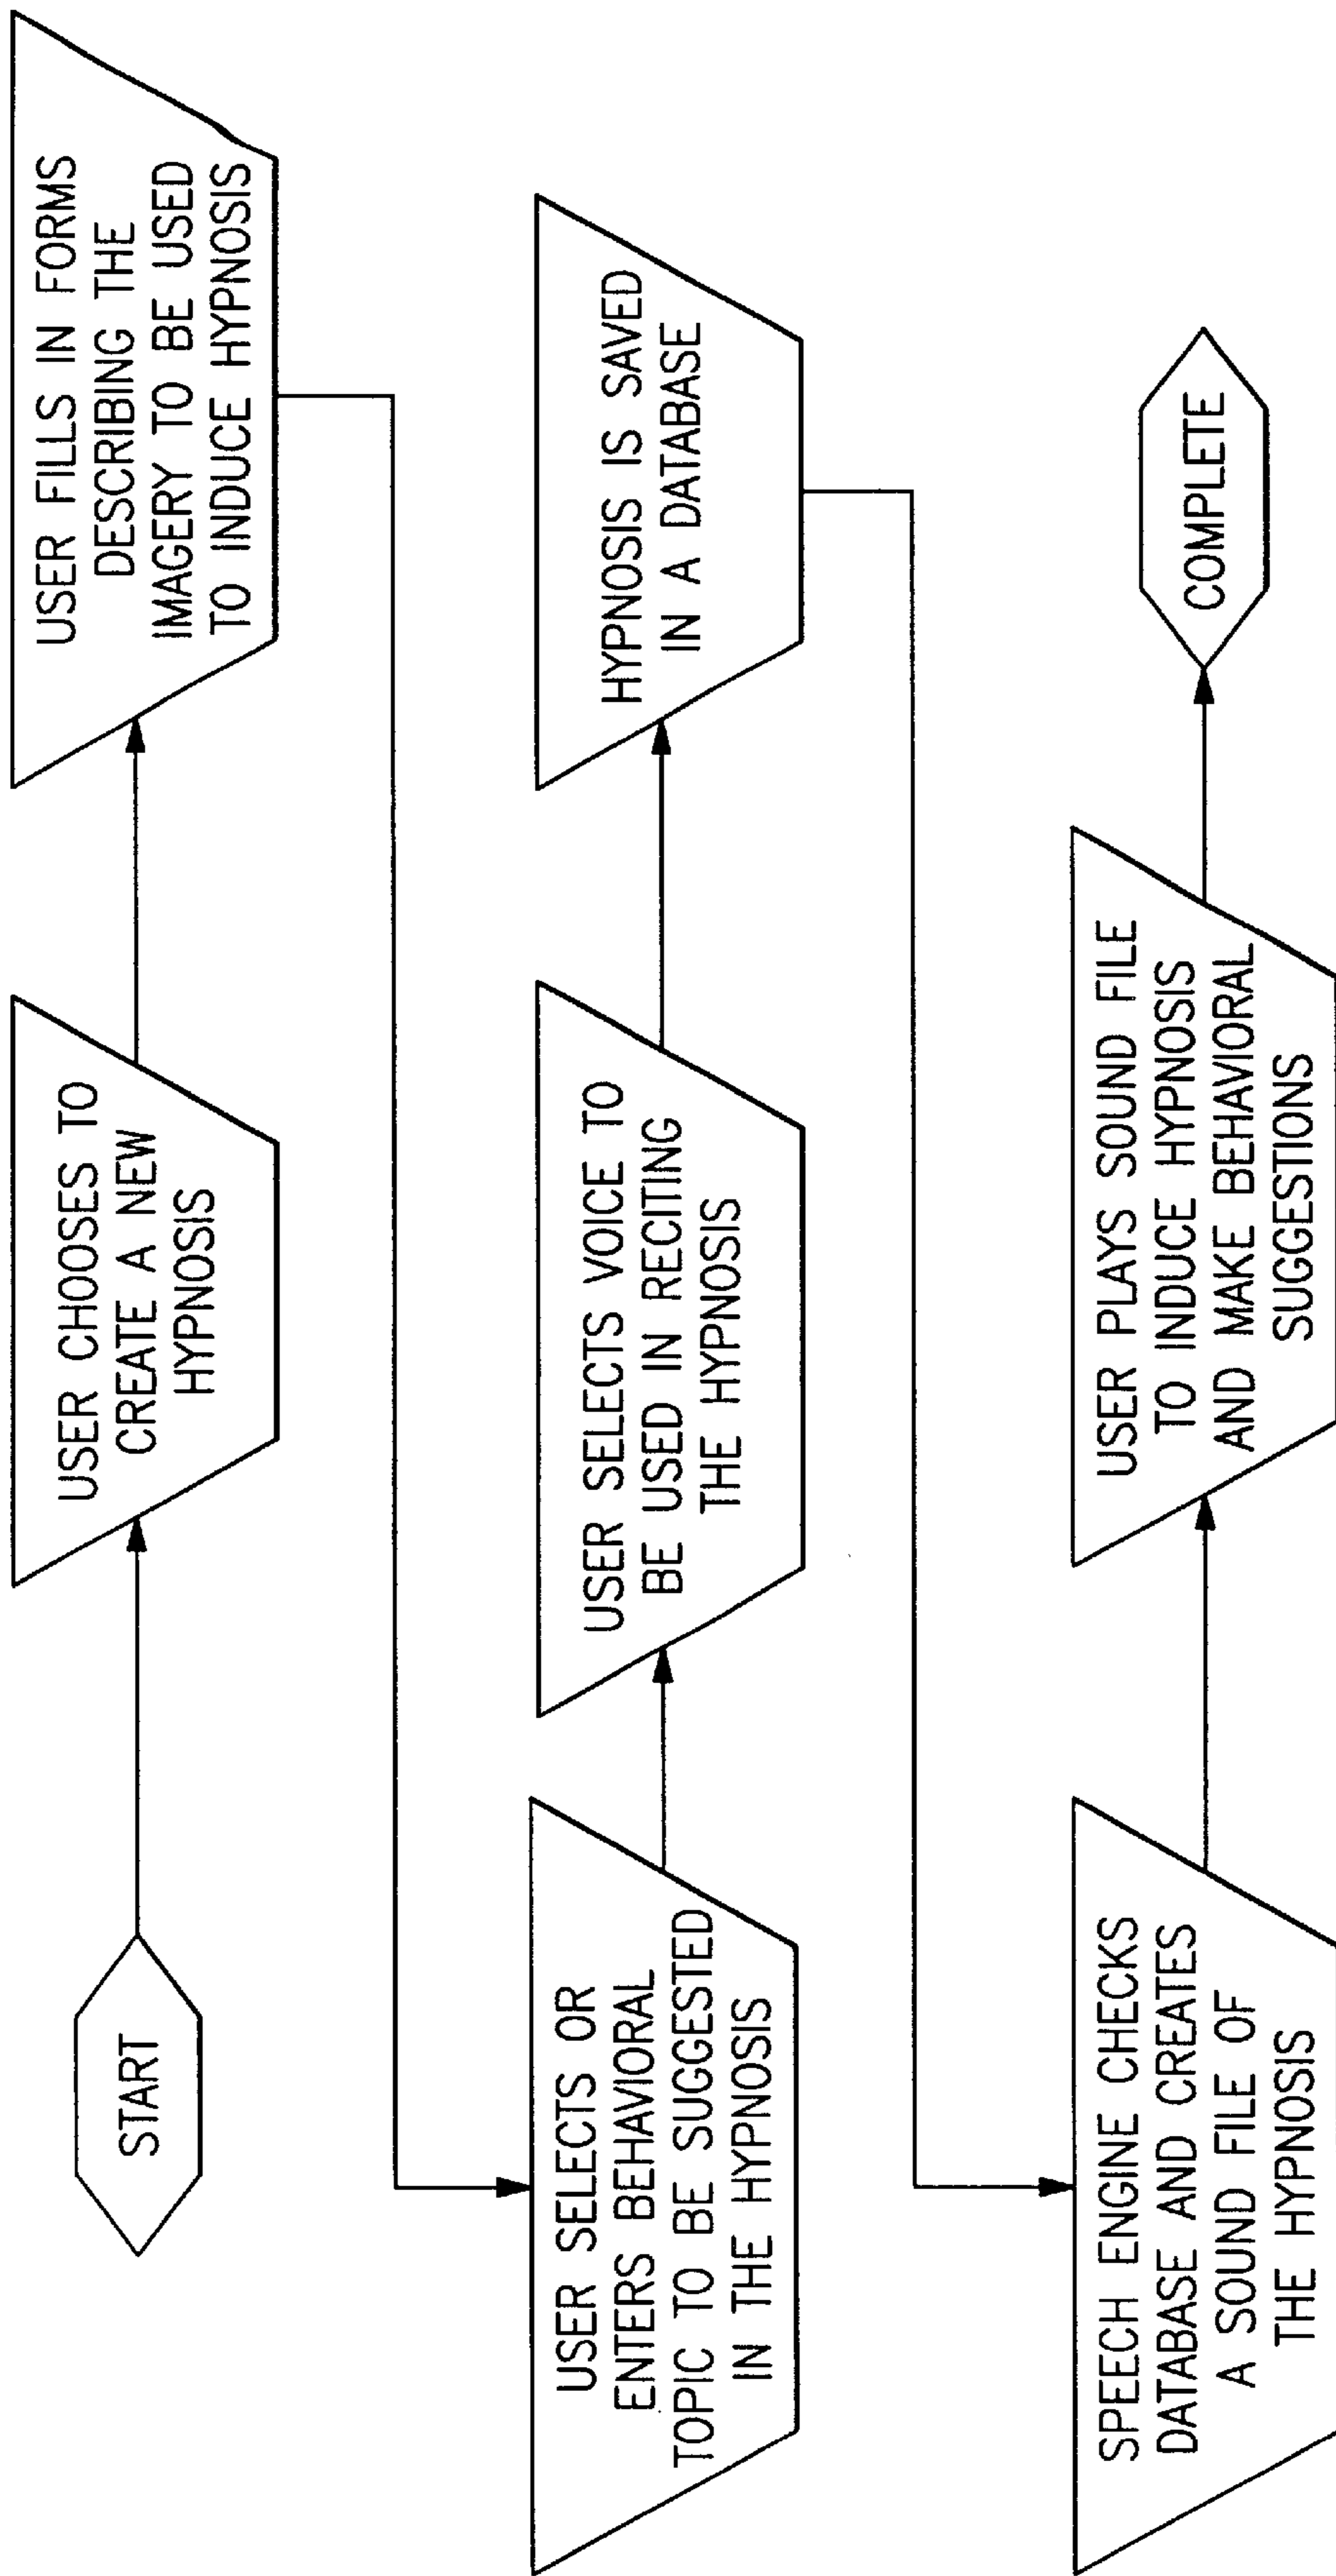 START
USER CHOOSES TO
CREATE A NEW
HYPNOSIS
USER FILLS IN FORMS
DESCRIBING THE
IMAGERY TO BE USED
TO INDUCE HYPNOSIS
USER SELECTS OR
ENTERS BEHAVIORAL
TOPIC TO BE SUGGESTED
IN THE HYPNOSIS
USER SELECTS VOICE TO
BE USED IN RECITING
THE HYPNOSIS
HYPNOSIS IS SAVED
IN A DATABASE
SPEECH ENGINE CHECKS
DATABASE AND CREATES
A SOUND FILE OF
THE HYPNOSIS
USER PLAYS SOUND FILE
TO INDUCE HYPNOSIS
AND MAKE BEHAVIORAL
SUGGESTIONS
COMPLETE